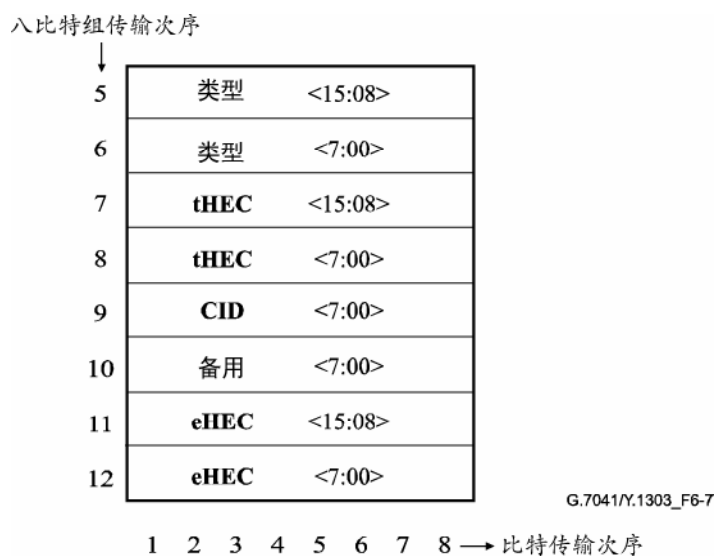 八比特组传输次序
5 类型 <15:08>
6 类型 <7:00>
7 tHEC <15:08>
8 tHEC <7:00>
9 CID <7:00>
10 备用 <7:00>
11 eHEC <15:08>
12 eHEC <7:00>
G.7041/Y.1303_F6-7
1 2 3 4 5 6 7 8 比特传输次序